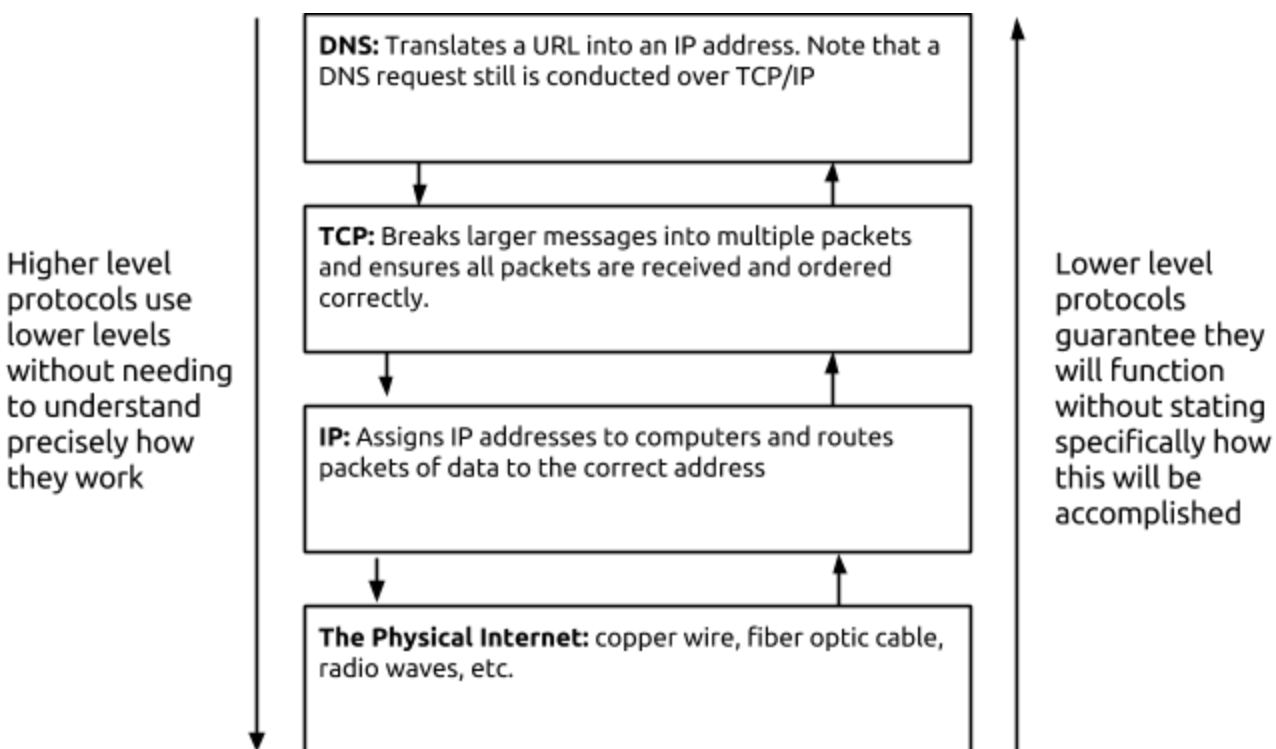 DNS: Translates a URL into an IP address. Note that a
DNS request still is conducted over TCP/IP
TCP: Breaks larger messages into multiple packets
and ensures all packets are received and ordered
correctly.
Higher level
protocols use
lower levels
without needing
to understand
precisely how
they work
Lower level
protocols
guarantee they
will function
without stating
specifically how
this will be
accomplished
IP: Assigns IP addresses to computers and routes
packets of data to the correct address
The Physical Internet: copper wire, fiber optic cable,
radio waves, etc.